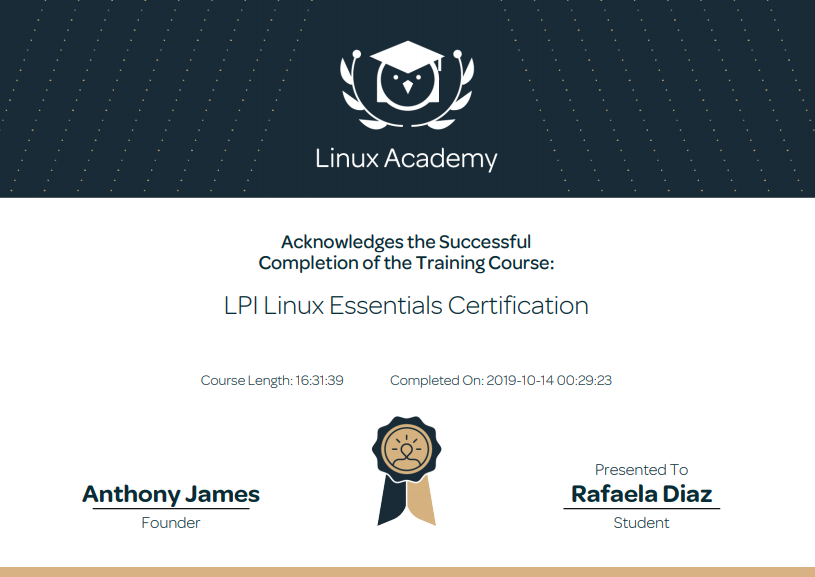 Linux Academy
Acknowledges the Successful
Completion of the Training Course:
LPI Linux Essentials Certification
Course Length: 16:31:39 Completed On: 2019-10-14 00:29:23
Anthony James
Founder
Presented To
Rafaela Diaz
Student